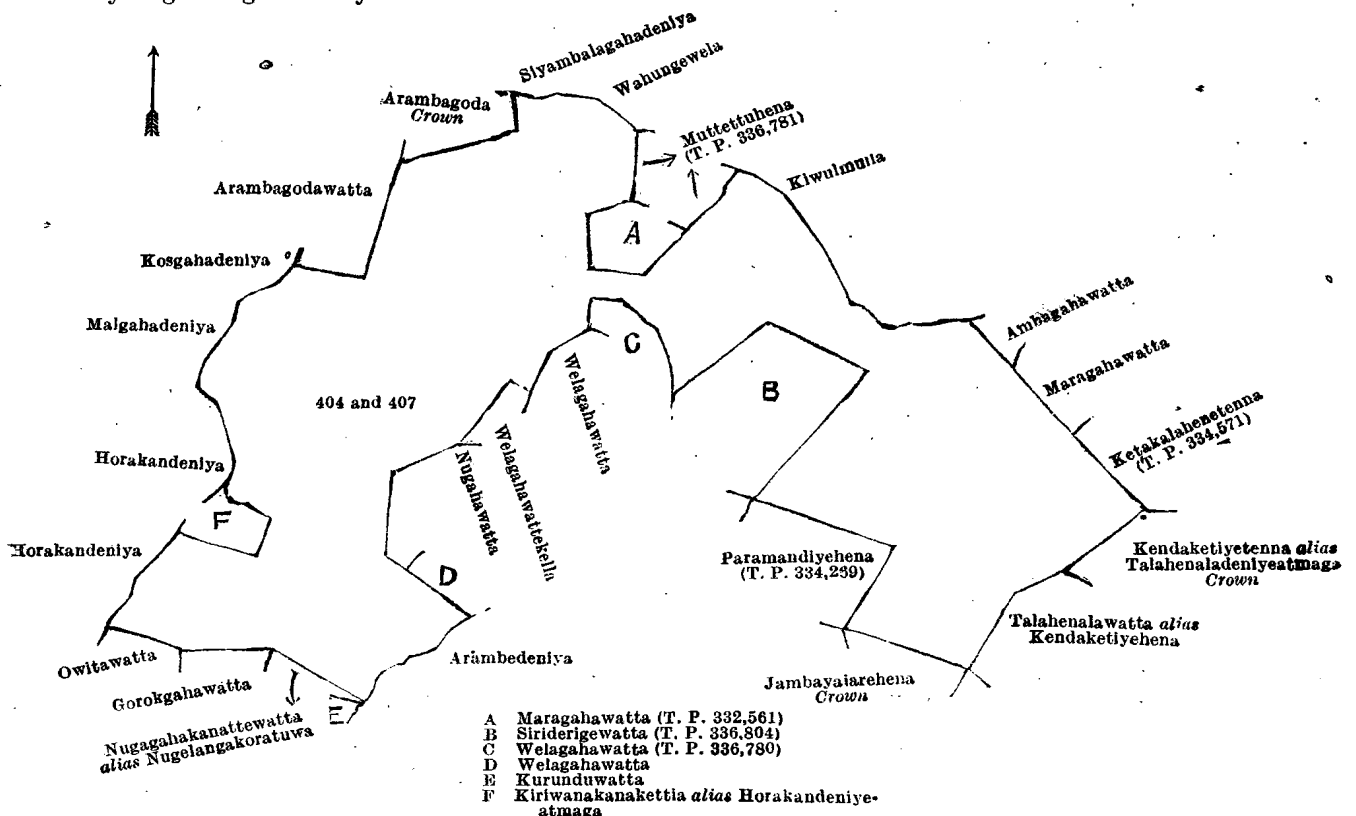 Siyambalagahadeniya
Wahungewela
Arambagoda
Crown
Muttettuhena
(T. P. 336,781)
Kiwulmulla
Arambagodawatta
A
Kosgahadeniya
Malgahadeniya
Ambagahawatta
C
Maragahawatta
B
404 and 407
Welagahawatta
Ketakalahenetenna
(T. P. 334,571)
Welagahawattekella
Nugahawatta
Horakandeniya
F
Horakandeniya
Paramandiyehena
(T. P. 334,239)
Kendaketiyetenna alias
Talahenaladeniyeatmaga
Crown
D
Talahenalawatta alias
Kendaketiyehena
Owitawatta
Arambedeniya
Gorokgahawatta
Jambayaiarehena
Crown
E
Nugagahakanattewatta
alias Nugelangakoratuwa
A Maragahawatta (T. P. 332,561)
B Siriderigewatta (T. P. 336,804)
C Welagahawatta (T. P. 336,780)
D Welagahawatta
E Kurunduwatta
F Kiriwanakanakettia alias Horakandeniye-
atmaga